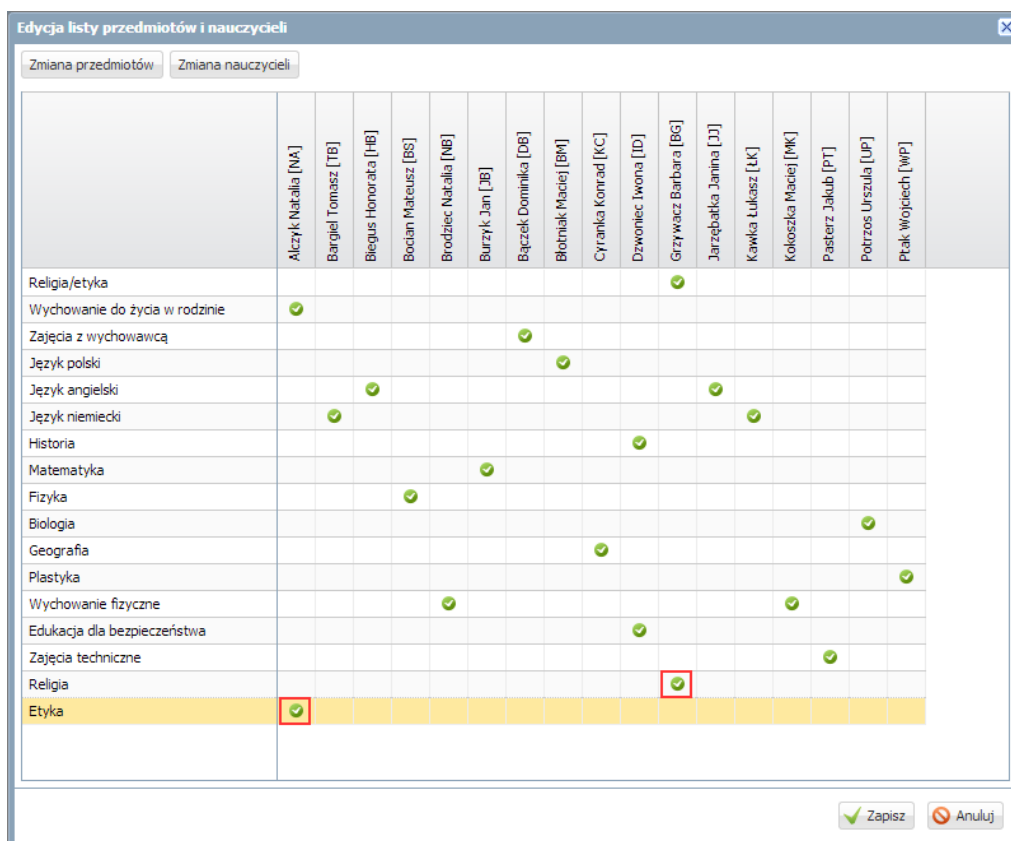 Edycja listy przedmiotów i nauczycieli
Zmiana przedmiotów Zmiana nauczycieli
Alczyk Natalia [NA]
Bargiel Tomasz [TB]
Biegus Honorata [HB]
Bocian Mateusz [BS]
Brodziec Natalia [NB]
Burzyk Jan [JB]
Bączek Dominika [DB]
Błotniak Maciej [BM]
Cyranka Konrad [KC]
Dzwoniec Iwona [ID]
Grzywacz Barbara [BG]
Jarzębatka Janina [JJ]
Kawka Łukasz [ŁK]
Kokoszka Maciej [MK]
Pasterz Jakub [PT]
Potrzos Urszula [UP]
Ptak Wojciech [WP]
Religia/etyka
Wychowanie do życia w rodzinie
Zajęcia z wychowawcą
Język polski
Język angielski
Język niemiecki
Historia
Matematyka
Fizyka
Biologia
Geografia
Plastyka
Wychowanie fizyczne
Edukacja dla bezpieczeństwa
Zajęcia techniczne
Religia
Etyka
Zapisz Anuluj